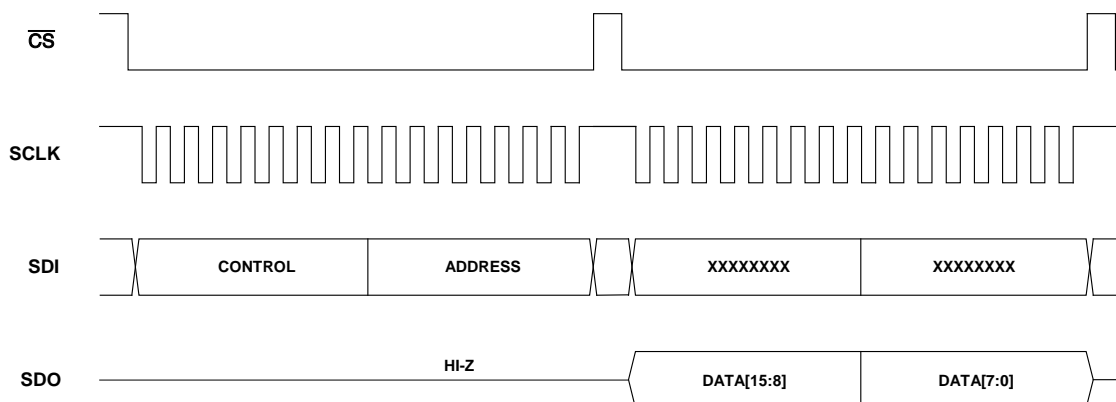 CS
SCLK
SDI CONTROL ADDRESS XXXXXXXX XXXXXXXX
HI-Z
SDO DATA[15:8] DATA[7:0]